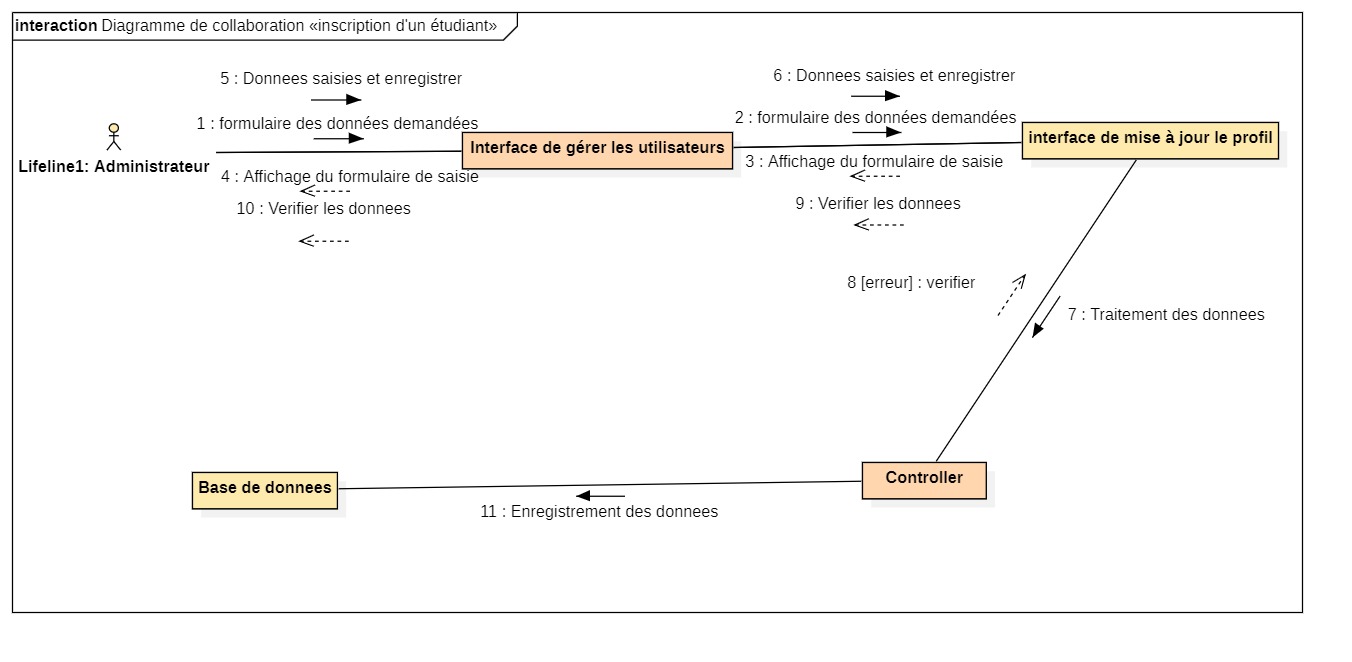 interaction Diagramme de collaboration «inscription d'un étudiant»
5 : Donnees saisies et enregistrer
6 : Donnees saisies et enregistrer
1 : formulaire des données demandées
2 : formulaire des données demandées
Lifeline1: Administrateur
Interface de gérer les utilisateurs
interface de mise à jour le profil
4 : Affichage du formulaire de saisie
3 : Affichage du formulaire de saisie
10 : Verifier les donnees
9 : Verifier les donnees
8 [erreur] : verifier
7 : Traitement des donnees
Base de donnees
Controller
11 : Enregistrement des donnees